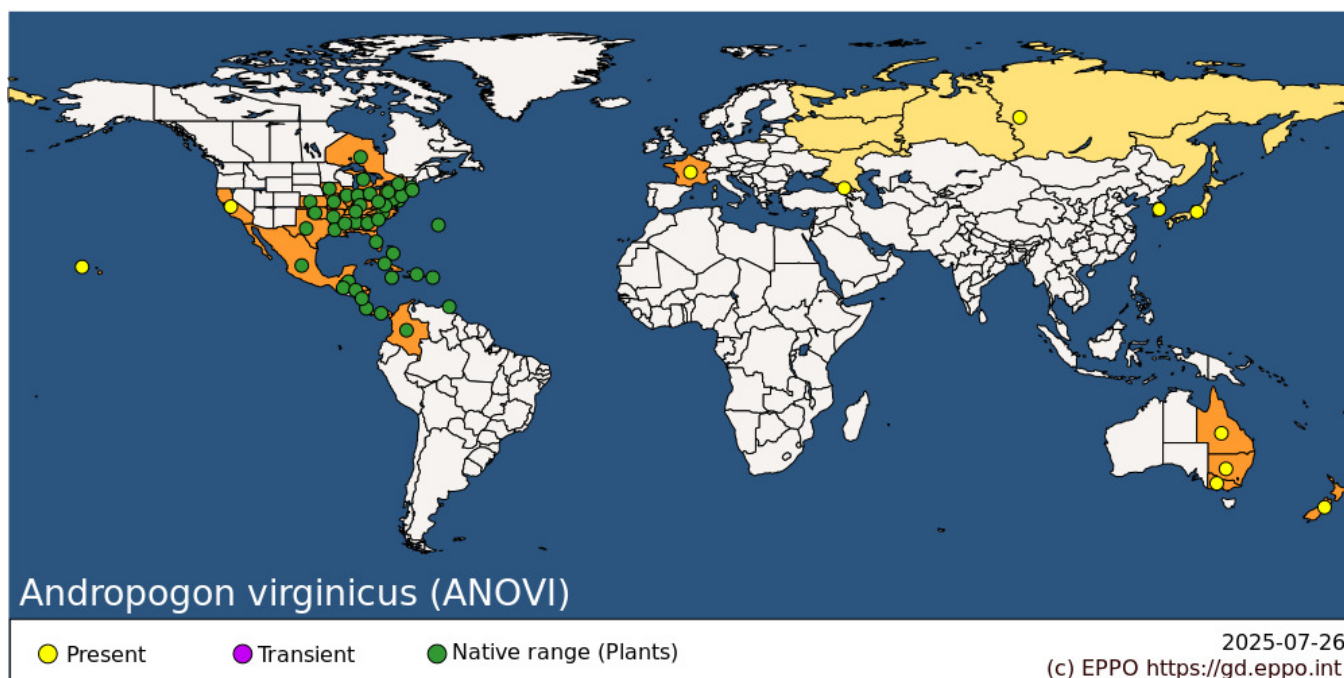 Andropogon virginicus (ANOVI)
Present
Transient
Native range (Plants)
2025-07-26
(c) EPPO https://gd.eppo.int